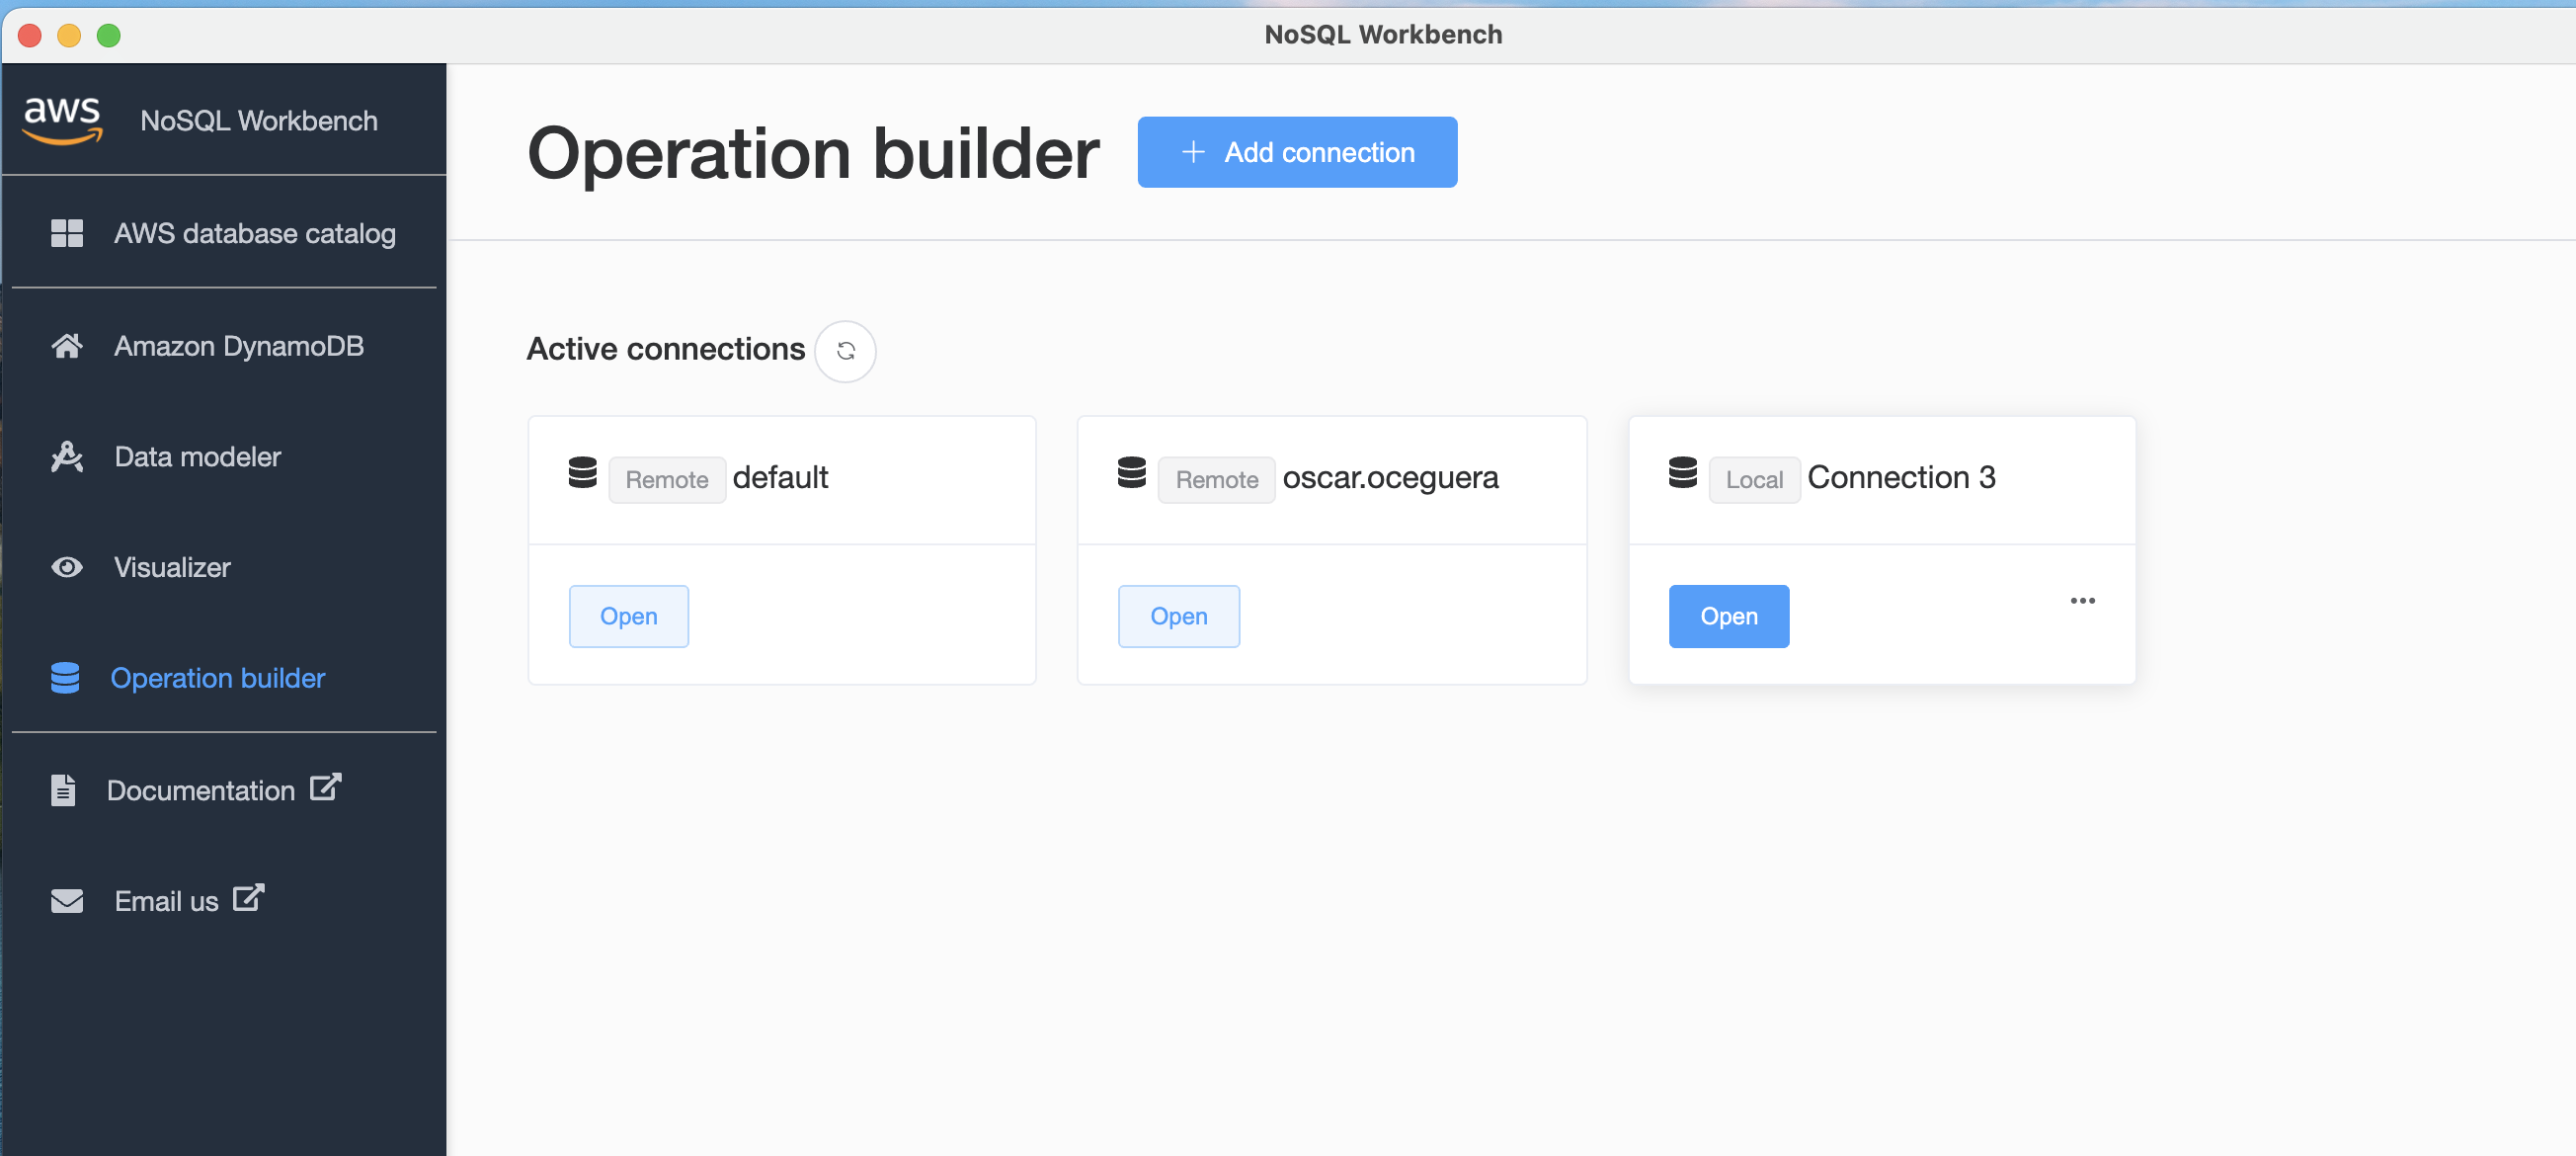 NoSQL Workbench
aws NoSQL Workbench
AWS database catalog
Amazon DynamoDB
Data modeler
Visualizer
Operation builder
Documentation
Email us
Operation builder
+ Add connection
Active connections
Remote default
Open
Remote oscar.oceguera
Open
Local Connection 3
Open